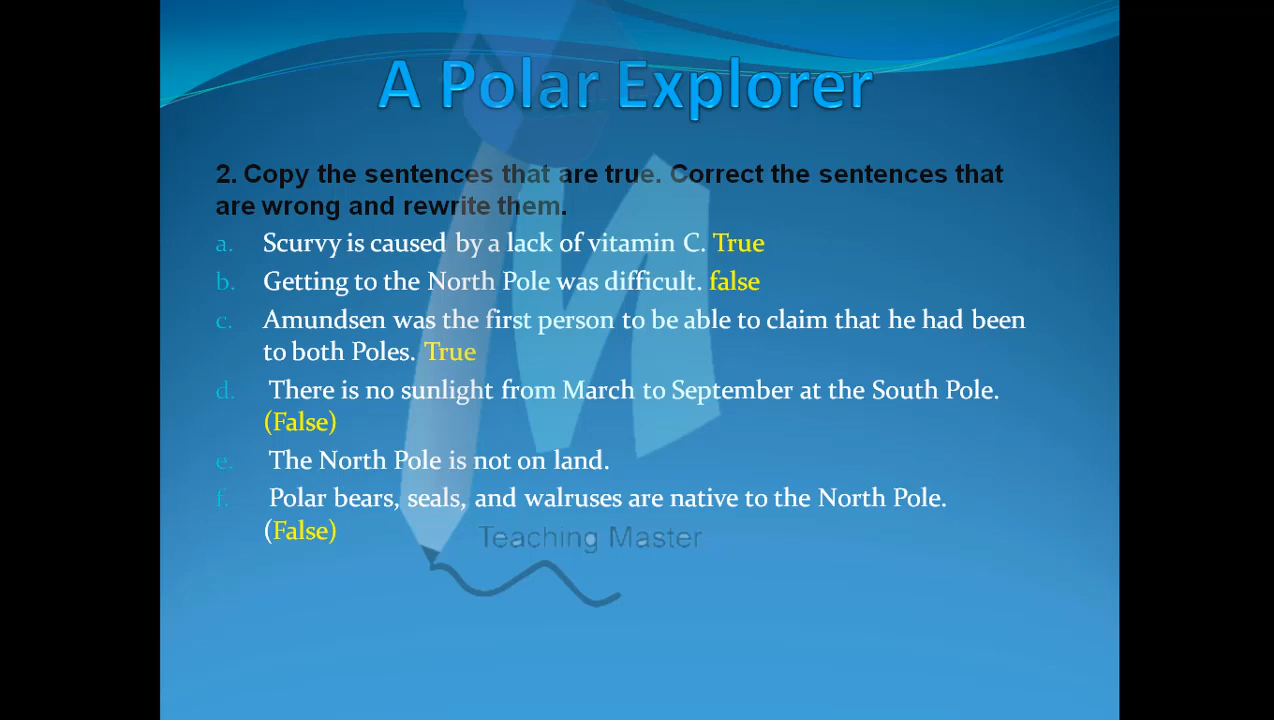 A Polar Explorer
2. Copy the sentences that are true. Correct the sentences that
are wrong and rewrite them.
a. Scurvy is caused by a lack of vitamin C. True
b. Getting to the North Pole was difficult. false
c. Amundsen was the first person to be able to claim that he had been
to both Poles. True
d. There is no sunlight from March to September at the South Pole.
(False)
e. The North Pole is not on land.
f. Polar bears, seals, and walruses are native to the North Pole.
(False)
Teaching Master